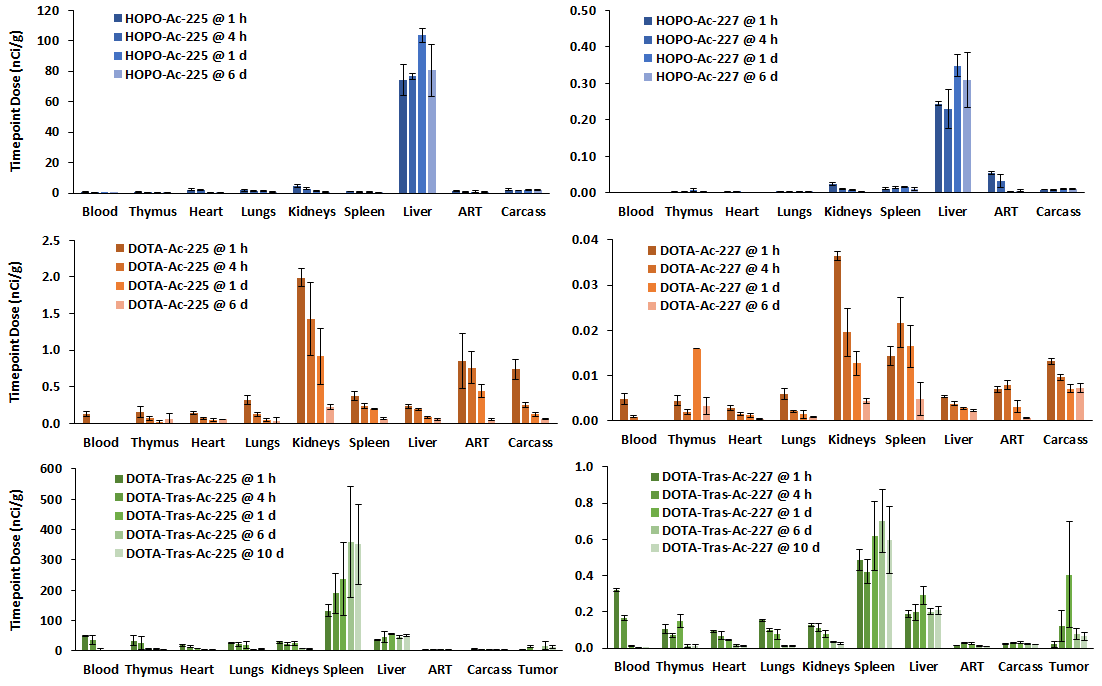 Timepoint Dose (nCi/g)
120
100
80
60
40
20
0
HOPO-Ac-225 @ 1 h
HOPO-Ac-225 @ 4 h
HOPO-Ac-225 @ 1 d
HOPO-Ac-225 @ 6 d
Blood Thymus Heart Lungs Kidneys Spleen Liver ART Carcass
0.50
0.40
0.30
0.20
0.10
0.00
HOPO-Ac-227 @ 1 h
HOPO-Ac-227 @ 4 h
HOPO-Ac-227 @ 1 d
HOPO-Ac-227 @ 6 d
Blood Thymus Heart Lungs Kidneys Spleen Liver ART Carcass
Timepoint Dose (nCi/g)
2.5
2.0
1.5
1.0
0.5
0.0
DOTA-Ac-225 @ 1 h
DOTA-Ac-225 @ 4 h
DOTA-Ac-225 @ 1 d
DOTA-Ac-225 @ 6 d
Blood Thymus Heart Lungs Kidneys Spleen Liver ART Carcass
0.04
0.03
0.02
0.01
0.00
DOTA-Ac-227 @ 1 h
DOTA-Ac-227 @ 4 h
DOTA-Ac-227 @ 1 d
DOTA-Ac-227 @ 6 d
Blood Thymus Heart Lungs Kidneys Spleen Liver ART Carcass
Timepoint Dose (nCi/g)
600
500
400
300
200
100
0
DOTA-Tras-Ac-225 @ 1 h
DOTA-Tras-Ac-225 @ 4 h
DOTA-Tras-Ac-225 @ 1 d
DOTA-Tras-Ac-225 @ 6 d
DOTA-Tras-Ac-225 @ 10 d
Blood Thymus Heart Lungs Kidneys Spleen Liver ART Carcass Tumor
1.0
0.8
0.6
0.4
0.2
0.0
DOTA-Tras-Ac-227 @ 1 h
DOTA-Tras-Ac-227 @ 4 h
DOTA-Tras-Ac-227 @ 1 d
DOTA-Tras-Ac-227 @ 6 d
DOTA-Tras-Ac-227 @ 10 d
Blood Thymus Heart Lungs Kidneys Spleen Liver ART Carcass Tumor